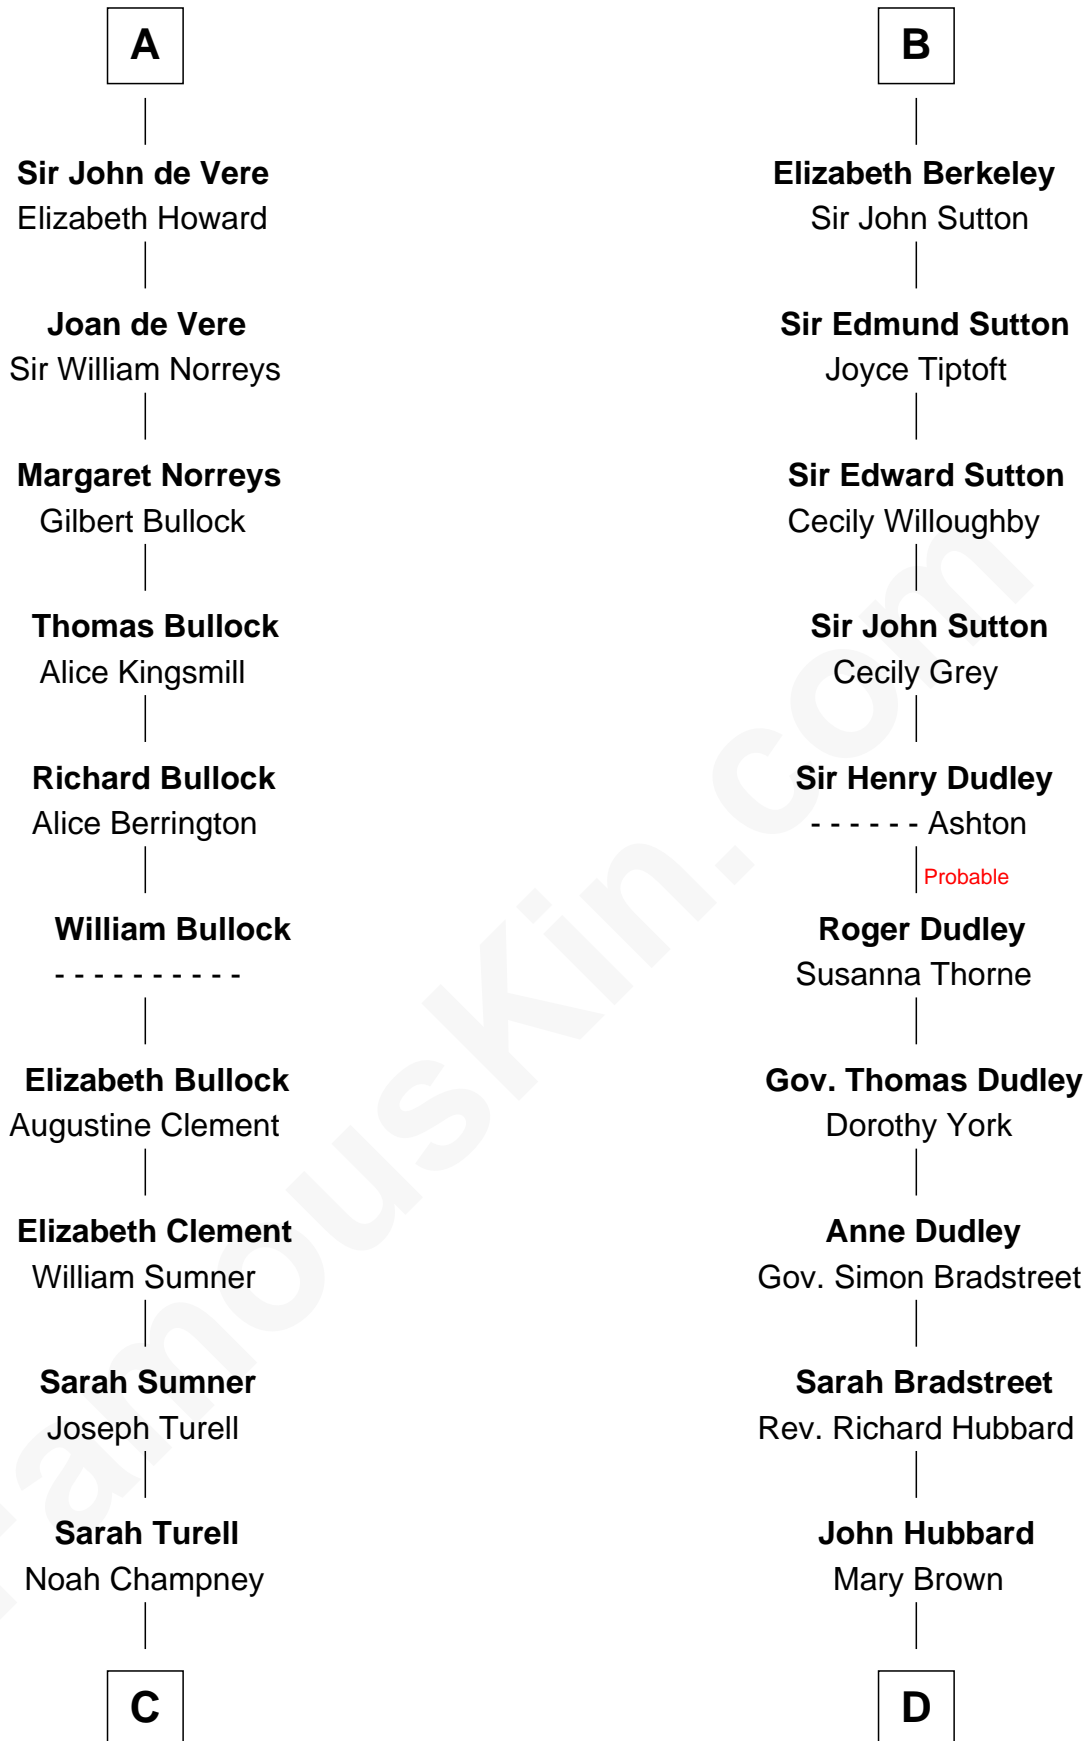 A
Sir John de Vere
Elizabeth Howard
Joan de Vere
Sir William Norreys
Margaret Norreys
Gilbert Bullock
Thomas Bullock
Alice Kingsmill
Richard Bullock
Alice Berrington
William Bullock
- - - - - - - - - -
Elizabeth Bullock
Augustine Clement
Elizabeth Clement
William Sumner
Sarah Sumner
Joseph Turell
Sarah Turell
Noah Champney
C
B
Elizabeth Berkeley
Sir John Sutton
Sir Edmund Sutton
Joyce Tiptoft
Sir Edward Sutton
Cecily Willoughby
Sir John Sutton
Cecily Grey
Sir Henry Dudley
- - - - - - Ashton
Probable
Roger Dudley
Susanna Thorne
Gov. Thomas Dudley
Dorothy York
Anne Dudley
Gov. Simon Bradstreet
Sarah Bradstreet
Rev. Richard Hubbard
John Hubbard
Mary Brown
D
FamousKin.com